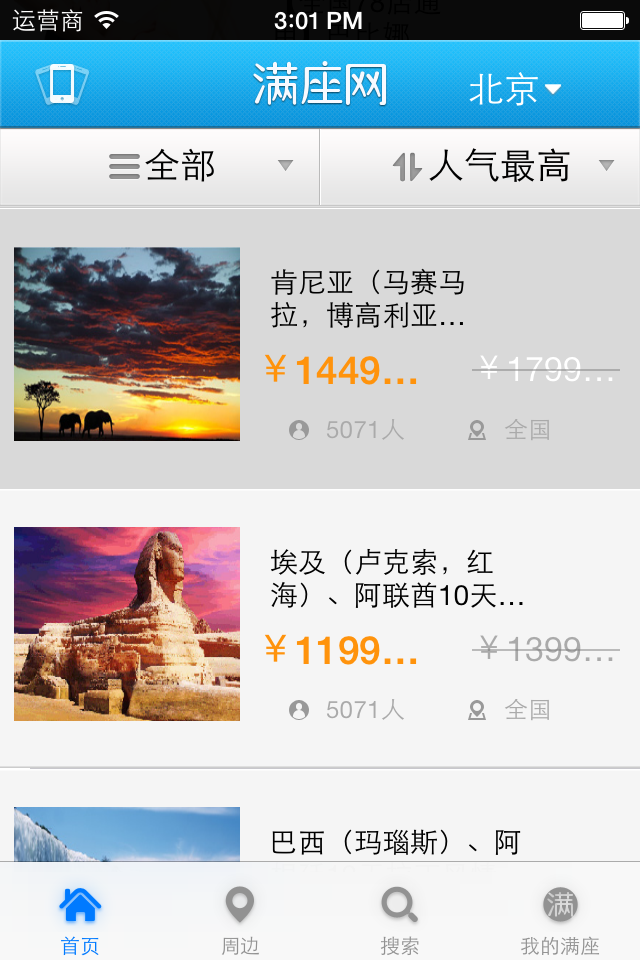 运营商
3:01 PM
满座网
北京
全部
人气最高
肯尼亚（马赛马
拉，博高利亚...
￥1449...
￥1799...
5071人
全国
埃及（卢克索，红
海）、阿联酋10天...
￥1199...
￥1399...
5071人
全国
巴西（玛瑙斯）、阿
首页
周边
搜索
满
我的满座